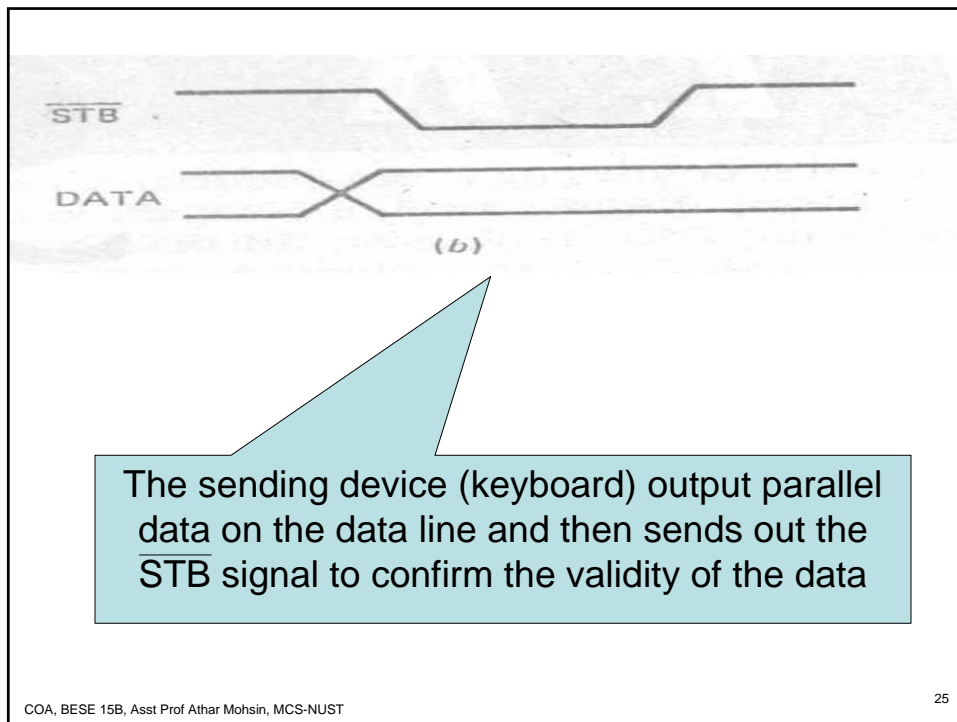 STB
DATA
(b)
The sending device (keyboard) output parallel
data on the data line and then sends out the
STB signal to confirm the validity of the data
COA, BESE 15B, Asst Prof Athar Mohsin, MCS-NUST
25